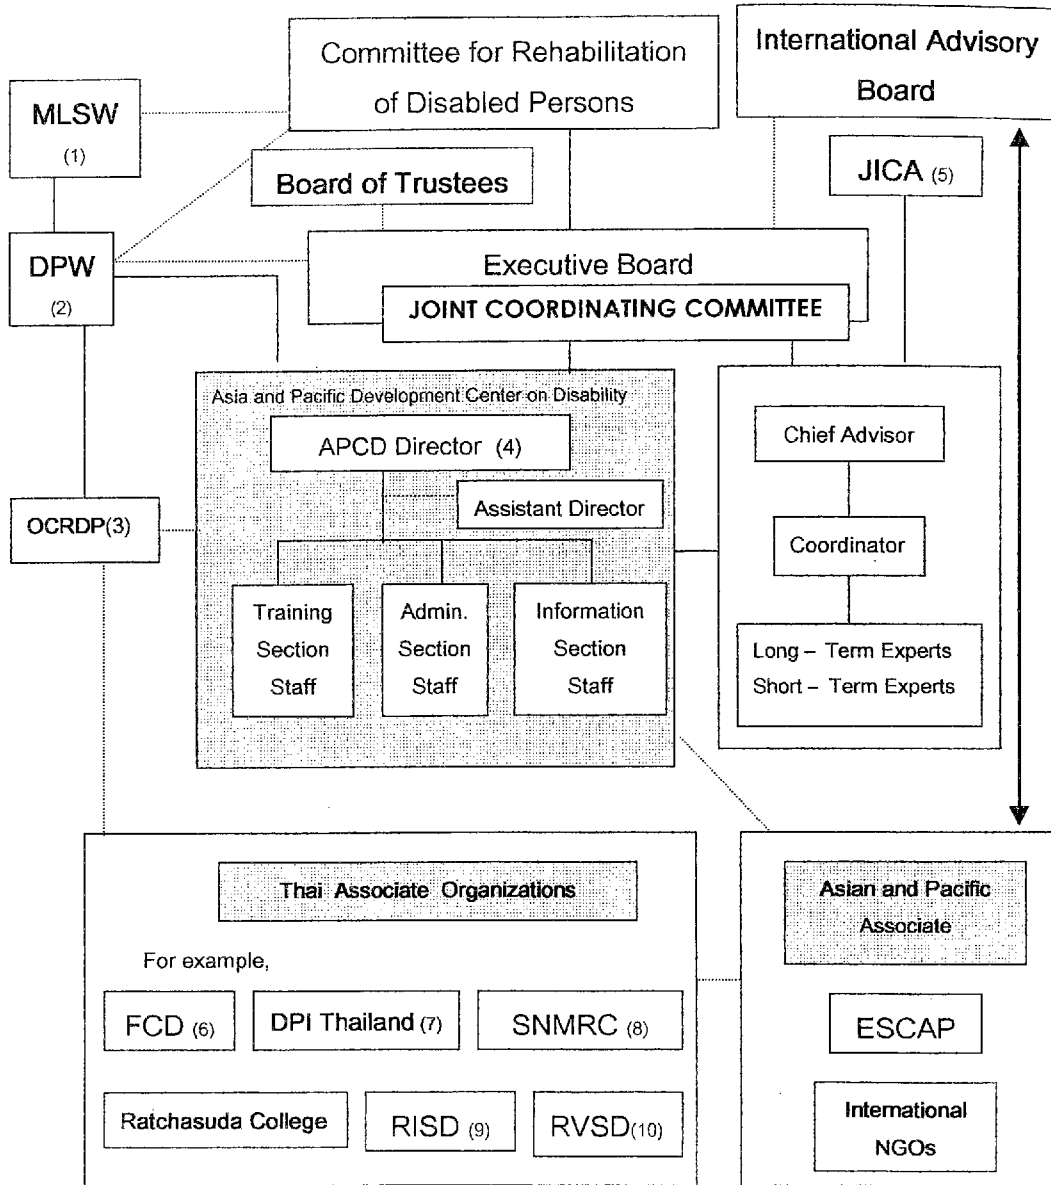 Committee for Rehabilitation
of Disabled Persons
International Advisory
Board
MLSW
(1)
Board of Trustees
JICA (5)
DPW
(2)
Executive Board
JOINT COORDINATING COMMITTEE
Asia and Pacific Development Center on Disability
APCD Director (4)
Assistant Director
Chief Advisor
OCRDP(3)
Coordinator
Training
Section
Staff
Admin.
Section
Staff
Information
Section
Staff
Long – Term Experts
Short – Term Experts
Thai Associate Organizations
For example,
FCD (6)
DPI Thailand (7)
SNMRC (8)
Ratchasuda College
RISD (9)
RVSD(10)
Asian and Pacific
Associate
ESCAP
International
NGOs